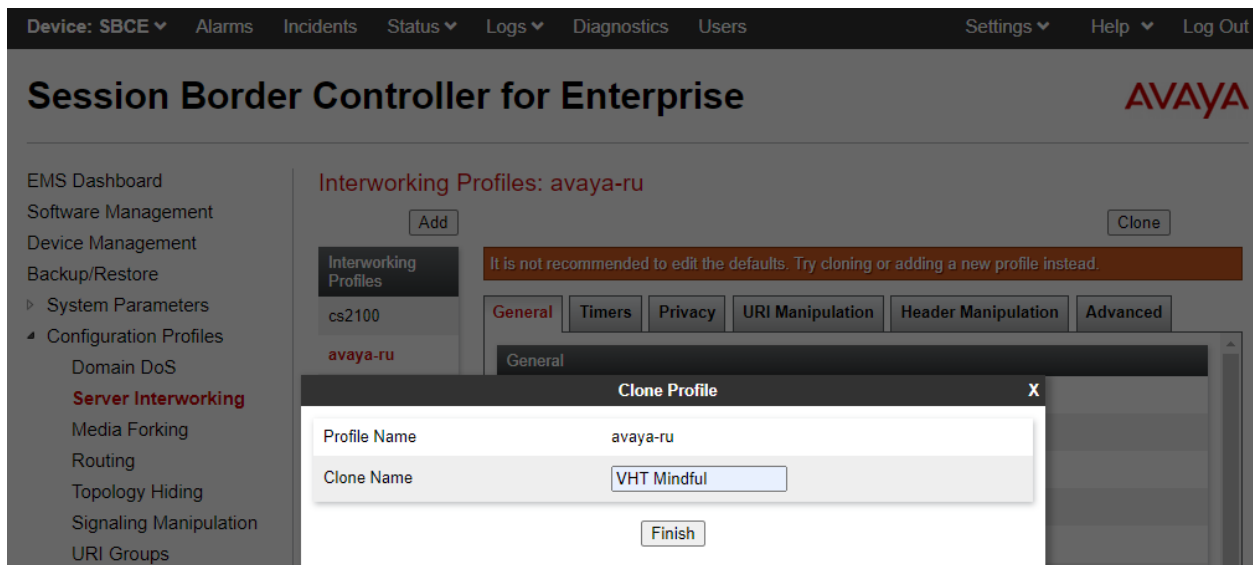 Device: SBCE Alarms Incidents Status Logs Diagnostics Users Settings Help Log Out
Session Border Controller for Enterprise
AVAYA
EMS Dashboard
Software Management
Device Management
Backup/Restore
System Parameters
Configuration Profiles
Domain DoS
Server Interworking
Media Forking
Routing
Topology Hiding
Signaling Manipulation
URI Groups
Interworking Profiles: avaya-ru
Add
Clone
Interworking
Profiles
cs2100
avaya-ru
It is not recommended to edit the defaults. Try cloning or adding a new profile instead.
General Timers Privacy URI Manipulation Header Manipulation Advanced
General
Clone Profile X
Profile Name avaya-ru
Clone Name VHT Mindful
Finish